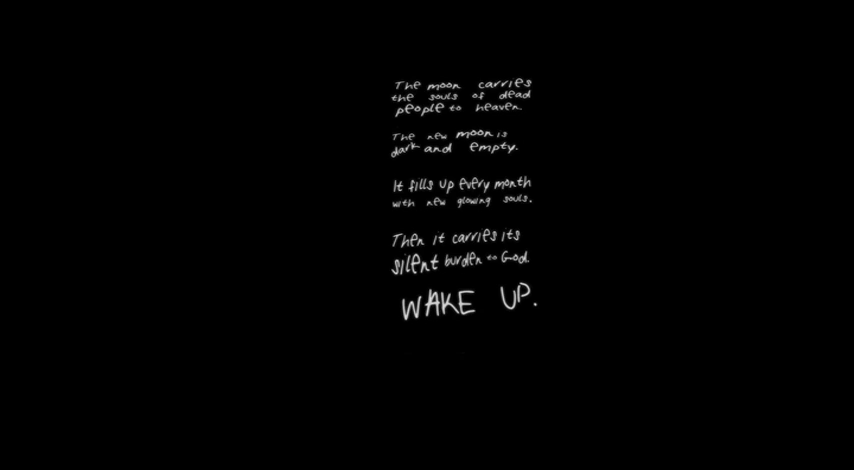 The moon carries
the souls of dead
people to heaven.
The new moon is
dark and empty.
It fills up every month
with new glowing souls.
Then it carries its
silent burden to God.
WAKE UP.